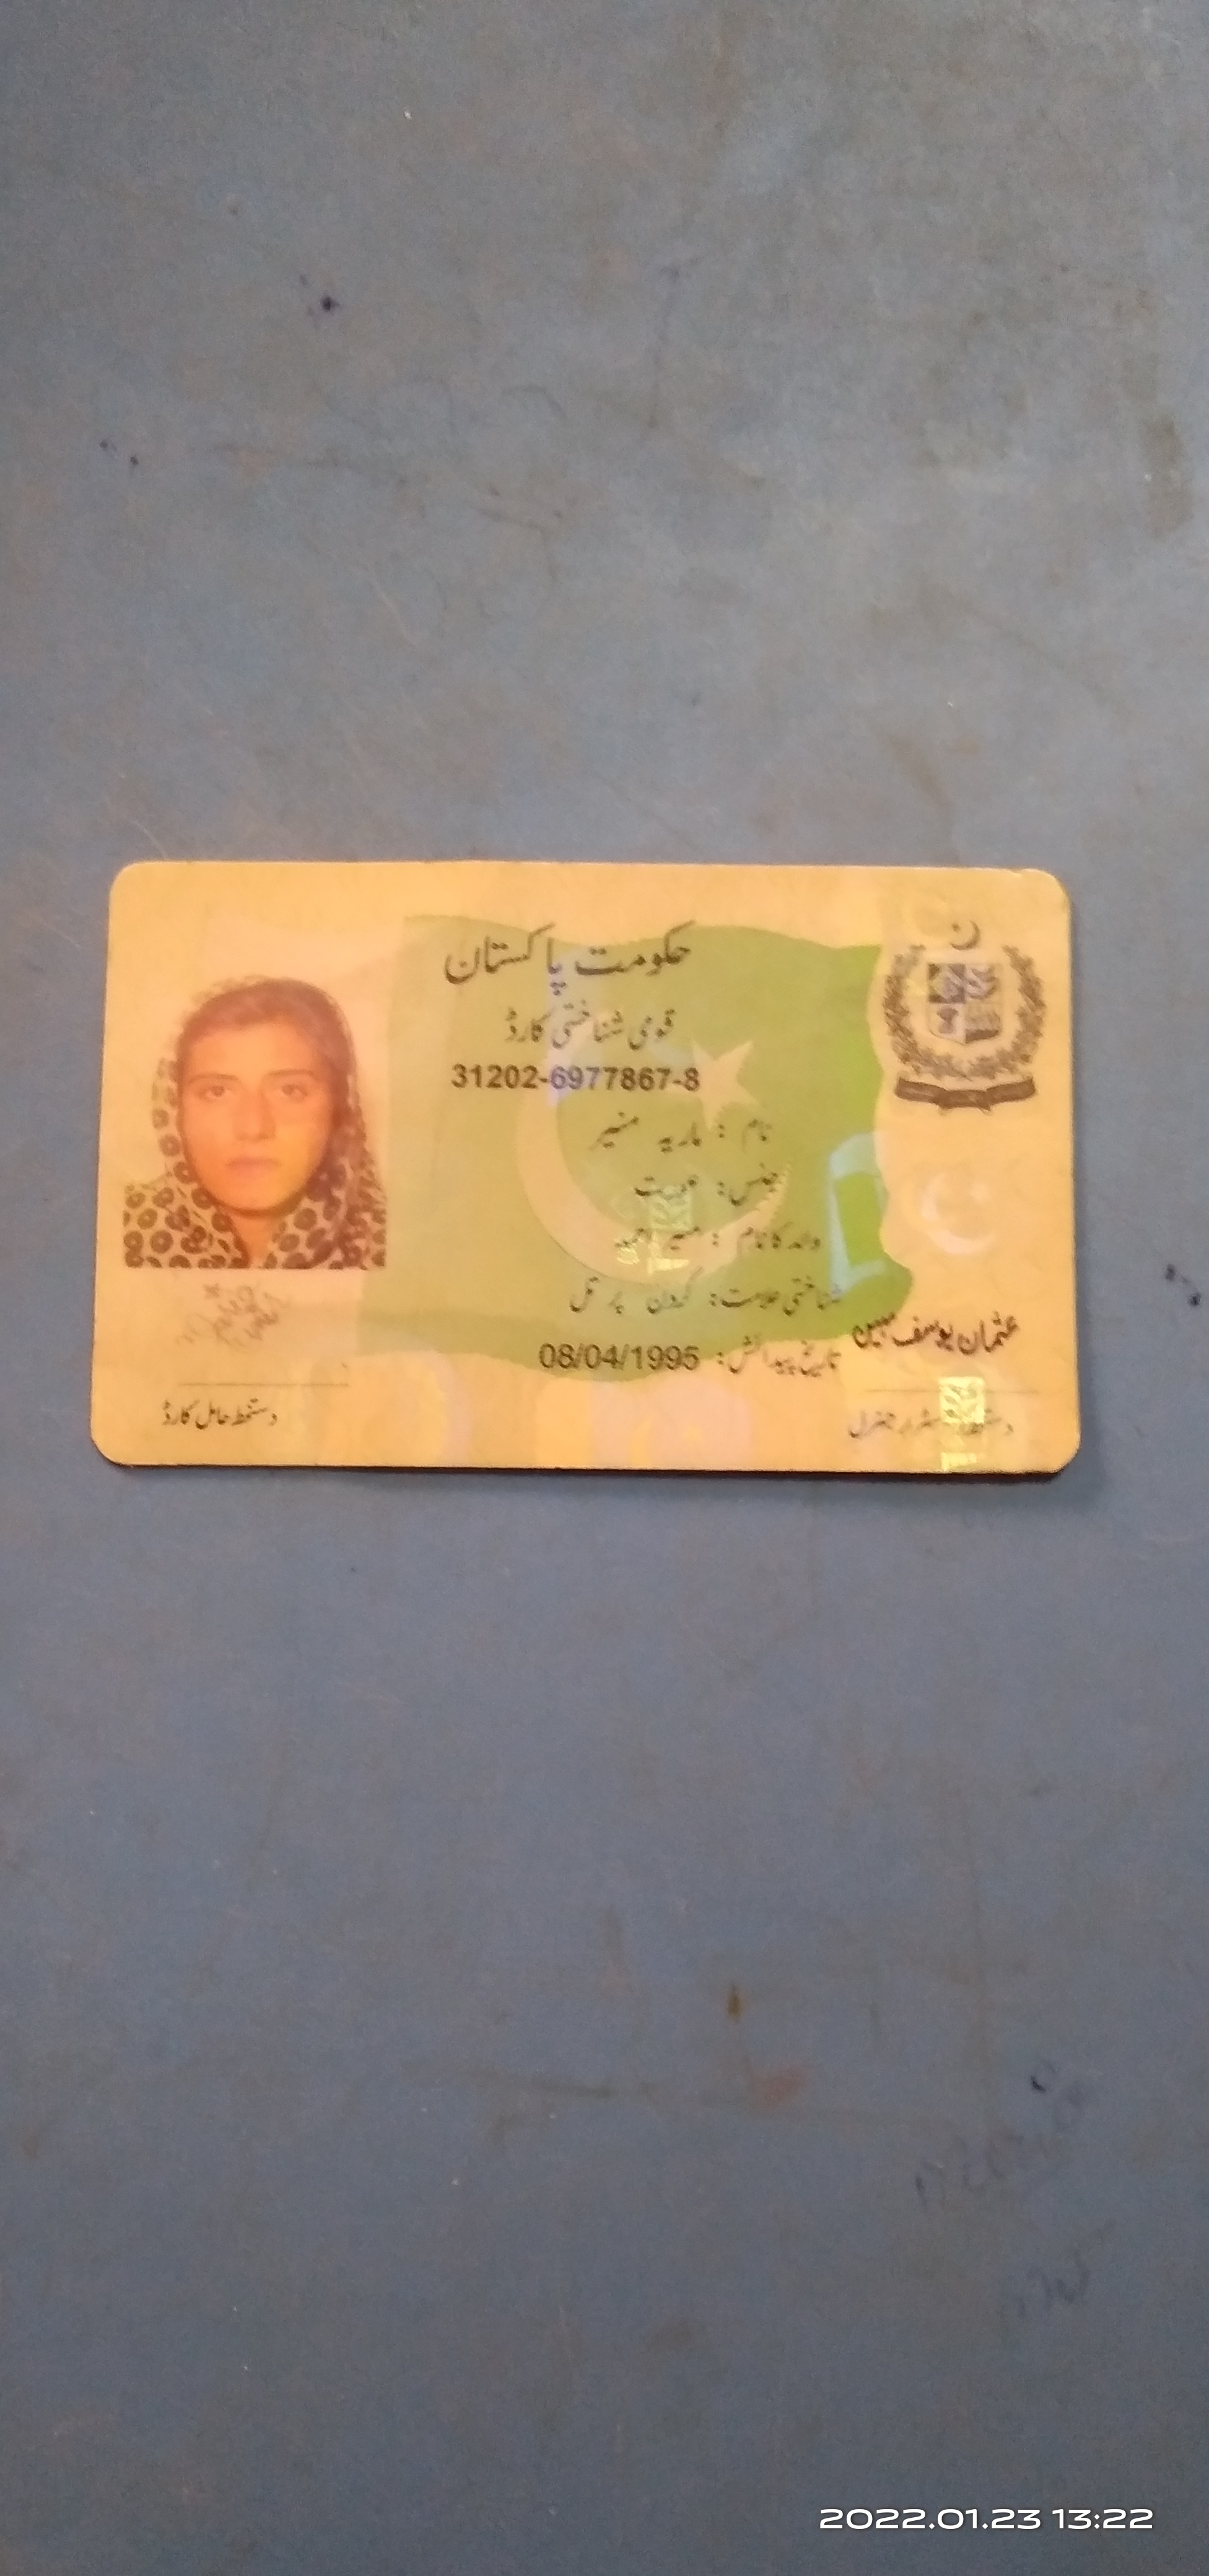 حکومت پاکستان
قومی شناختی کارڈ
31202-6977867-8
نام : ماریہ منیر
جنس: عورت
والد کا نام : منیر احمد
شناختی علامت: گردن پر تل
تاریخ پیدائش: 08/04/1995
عثمان یوسف مبین
دستخط حامل کارڈ
دستخط رجسٹرار جنرل
2022.01.23 13:22